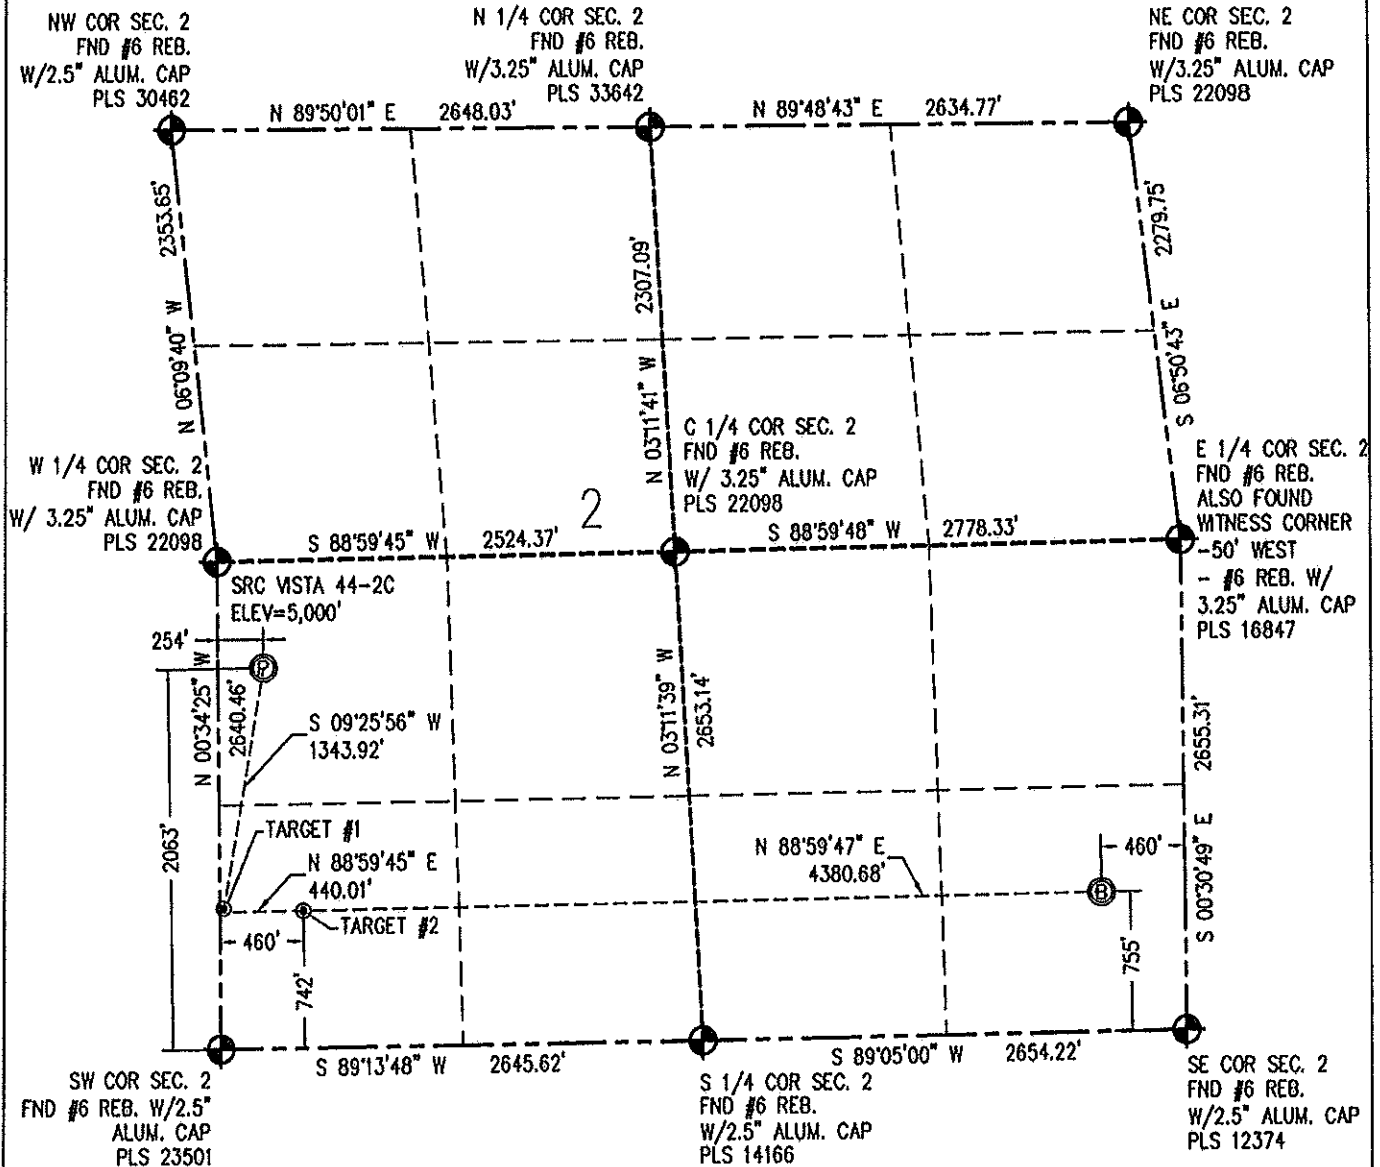 NW COR SEC. 2
FND #6 REB.
W/2.5" ALUM. CAP
PLS 30462
N 1/4 COR SEC. 2
FND #6 REB.
W/3.25" ALUM. CAP
PLS 33642
NE COR SEC. 2
FND #6 REB.
W/3.25" ALUM. CAP
PLS 22098
N 89°50'01" E 2648.03'
N 89°48'43" E 2634.77'
N 06°09'40" W 2353.65'
N 03°11'41" W 2307.09'
S 06°50'43" E 2279.75'
W 1/4 COR SEC. 2
FND #6 REB.
W/ 3.25" ALUM. CAP
PLS 22098
C 1/4 COR SEC. 2
FND #6 REB.
W/ 3.25" ALUM. CAP
PLS 22098
E 1/4 COR SEC. 2
FND #6 REB.
ALSO FOUND
WITNESS CORNER
-50' WEST
- #6 REB. W/
3.25" ALUM. CAP
PLS 16847
2
S 88°59'45" W 2524.37'
S 88°59'48" W 2778.33'
SRC VISTA 44-2C
ELEV=5,000'
254'
P
N 00°34'25" W 2640.46'
S 09°25'56" W
1343.92'
N 03°11'39" W 2653.14'
S 00°30'49" E 2655.31'
2063'
TARGET #1
N 88°59'45" E
440.01'
N 88°59'47" E
4380.68'
460'
B
TARGET #2
460'
742'
755'
S 89°13'48" W 2645.62'
S 89°05'00" W 2654.22'
SW COR SEC. 2
FND #6 REB. W/2.5"
ALUM. CAP
PLS 23501
S 1/4 COR SEC. 2
FND #6 REB.
W/2.5" ALUM. CAP
PLS 14166
SE COR SEC. 2
FND #6 REB.
W/2.5" ALUM. CAP
PLS 12374